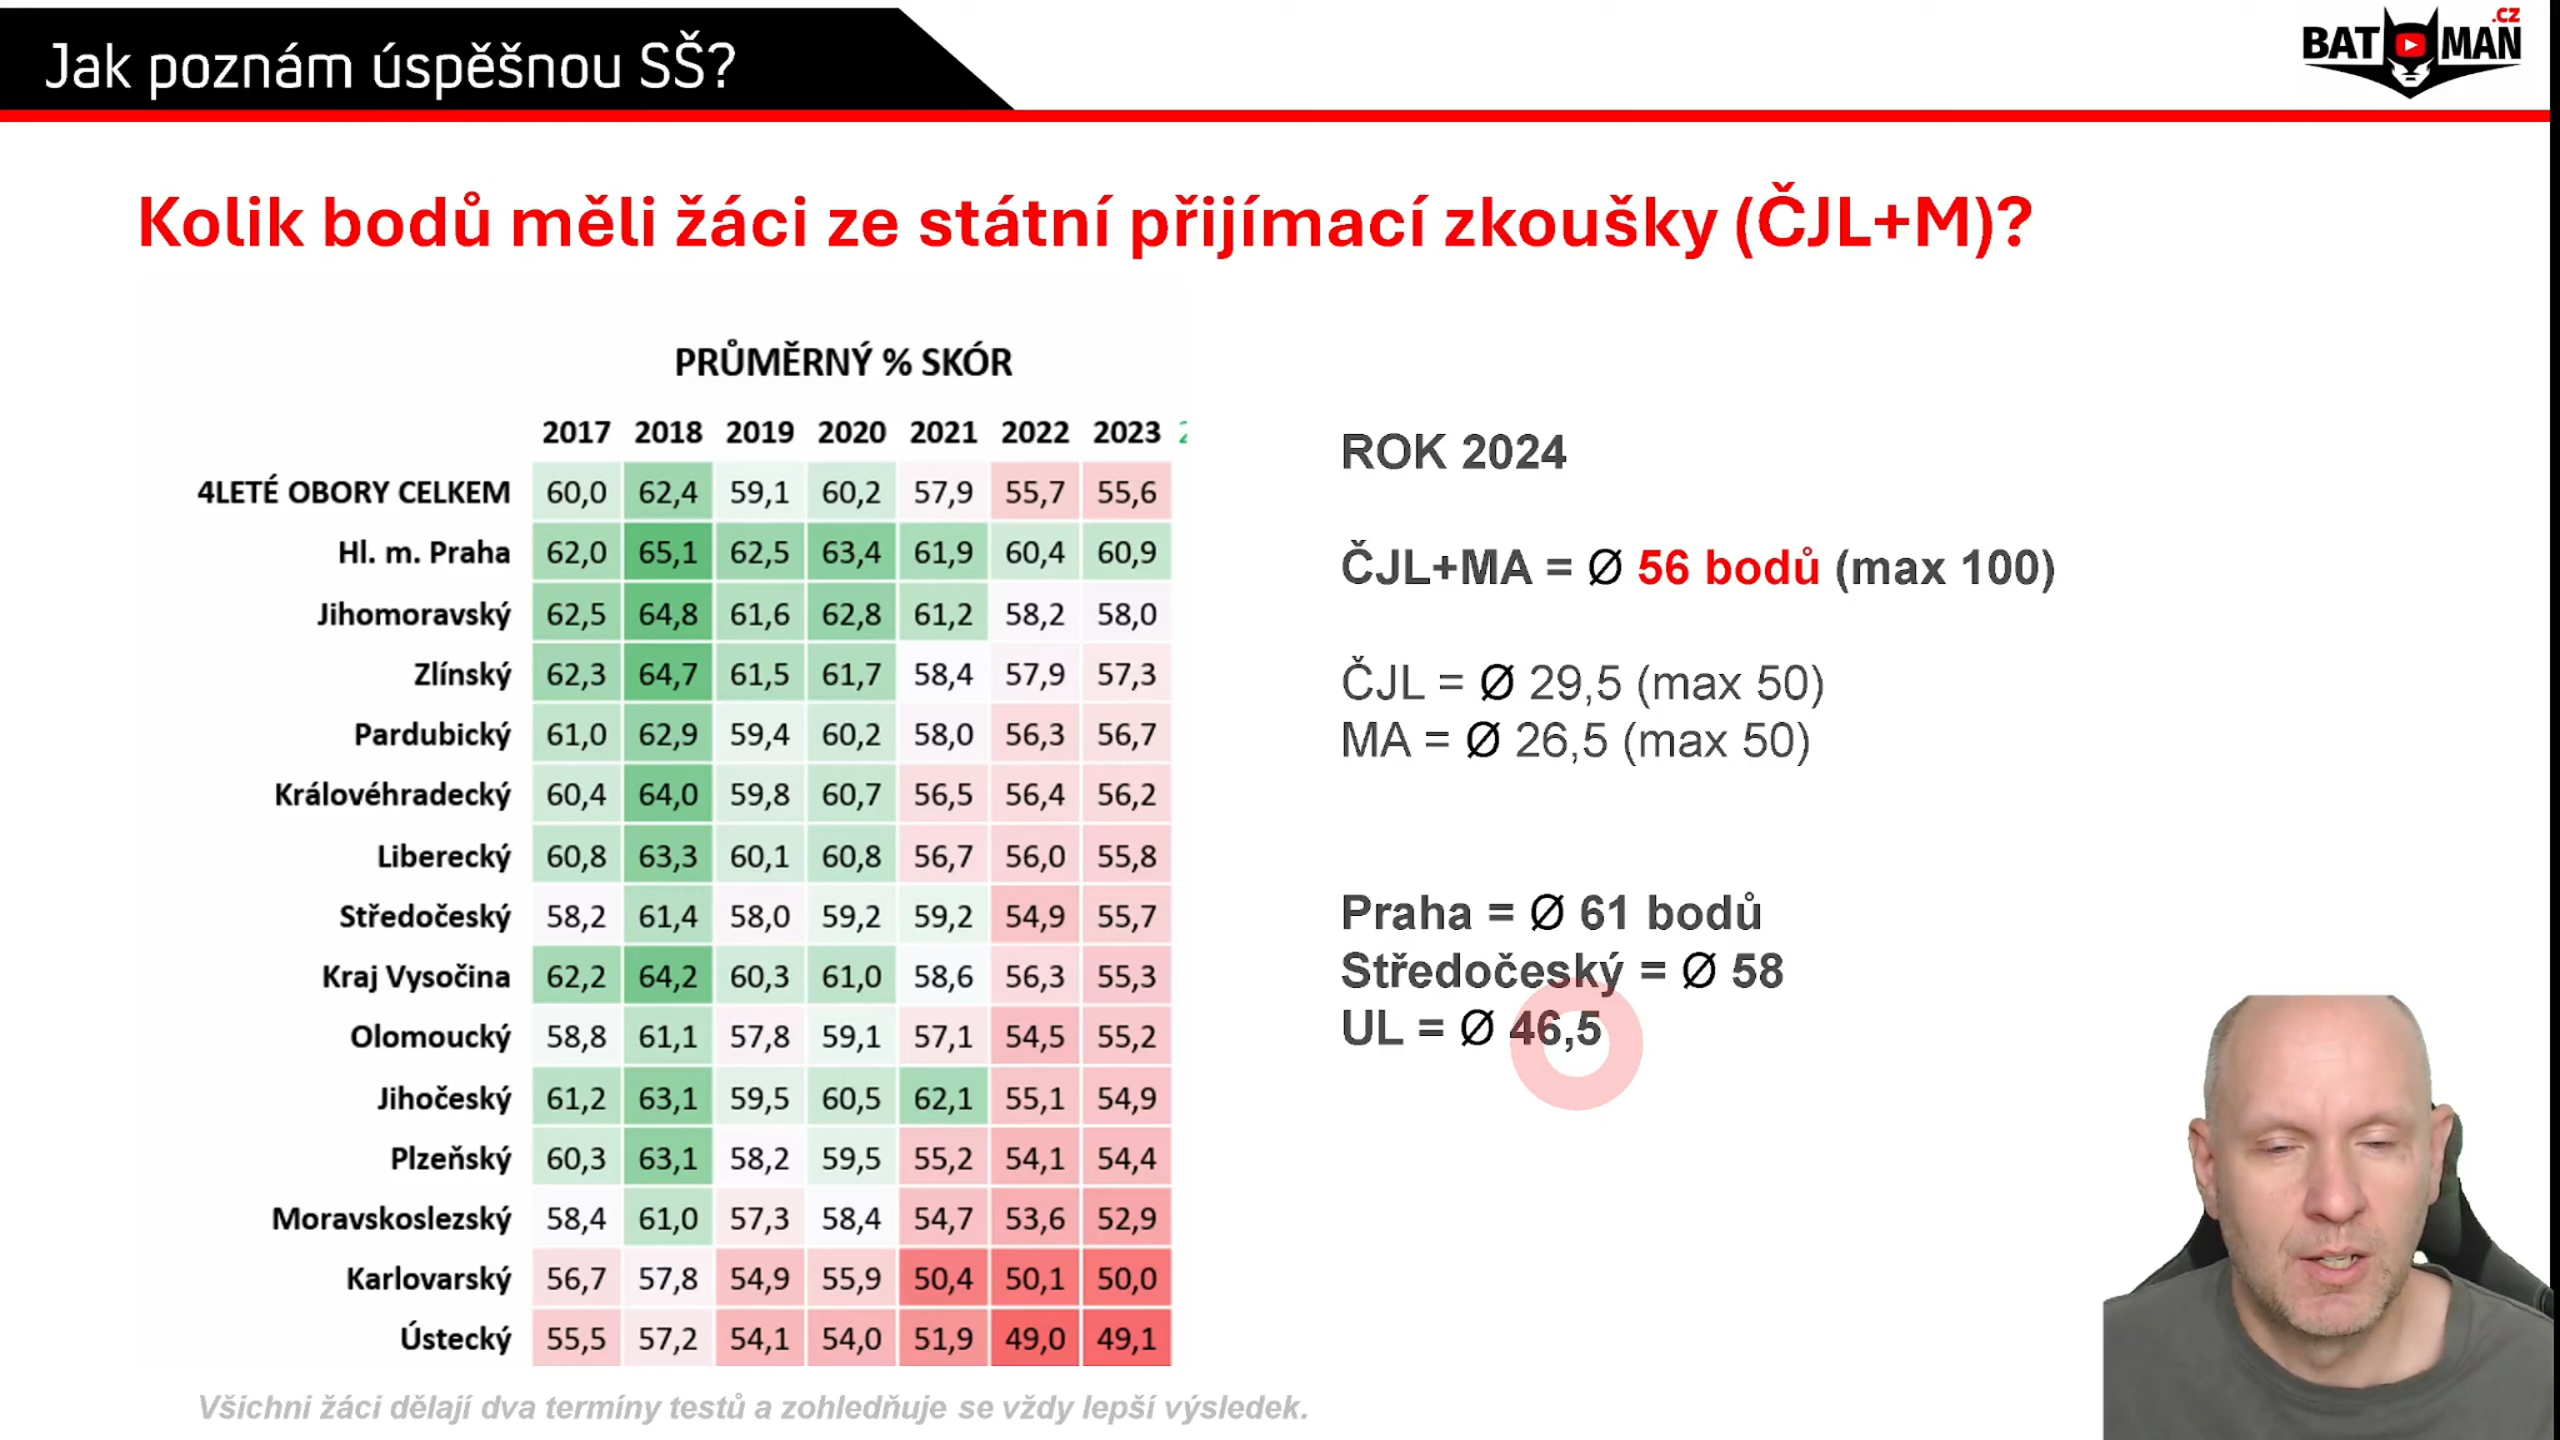 Jak poznám úspěšnou SŠ?
BATMAN.CZ
Kolik bodů měli žáci ze státní přijímací zkoušky (ČJL+M)?
PRŮMĚRNÝ % SKÓR
2017 2018 2019 2020 2021 2022 2023
4LETÉ OBORY CELKEM 60,0 62,4 59,1 60,2 57,9 55,7 55,6
Hl. m. Praha 62,0 65,1 62,5 63,4 61,9 60,4 60,9
Jihomoravský 62,5 64,8 61,6 62,8 61,2 58,2 58,0
Zlínský 62,3 64,7 61,5 61,7 58,4 57,9 57,3
Pardubický 61,0 62,9 59,4 60,2 58,0 56,3 56,7
Královéhradecký 60,4 64,0 59,8 60,7 56,5 56,4 56,2
Liberecký 60,8 63,3 60,1 60,8 56,7 56,0 55,8
Středočeský 58,2 61,4 58,0 59,2 59,2 54,9 55,7
Kraj Vysočina 62,2 64,2 60,3 61,0 58,6 56,3 55,3
Olomoucký 58,8 61,1 57,8 59,1 57,1 54,5 55,2
Jihočeský 61,2 63,1 59,5 60,5 62,1 55,1 54,9
Plzeňský 60,3 63,1 58,2 59,5 55,2 54,1 54,4
Moravskoslezský 58,4 61,0 57,3 58,4 54,7 53,6 52,9
Karlovarský 56,7 57,8 54,9 55,9 50,4 50,1 50,0
Ústecký 55,5 57,2 54,1 54,0 51,9 49,0 49,1
Všichni žáci dělají dva termíny testů a zohledňuje se vždy lepší výsledek.
ROK 2024
ČJL+MA = Ø 56 bodů (max 100)
ČJL = Ø 29,5 (max 50)
MA = Ø 26,5 (max 50)
Praha = Ø 61 bodů
Středočeský = Ø 58
UL = Ø 46,5